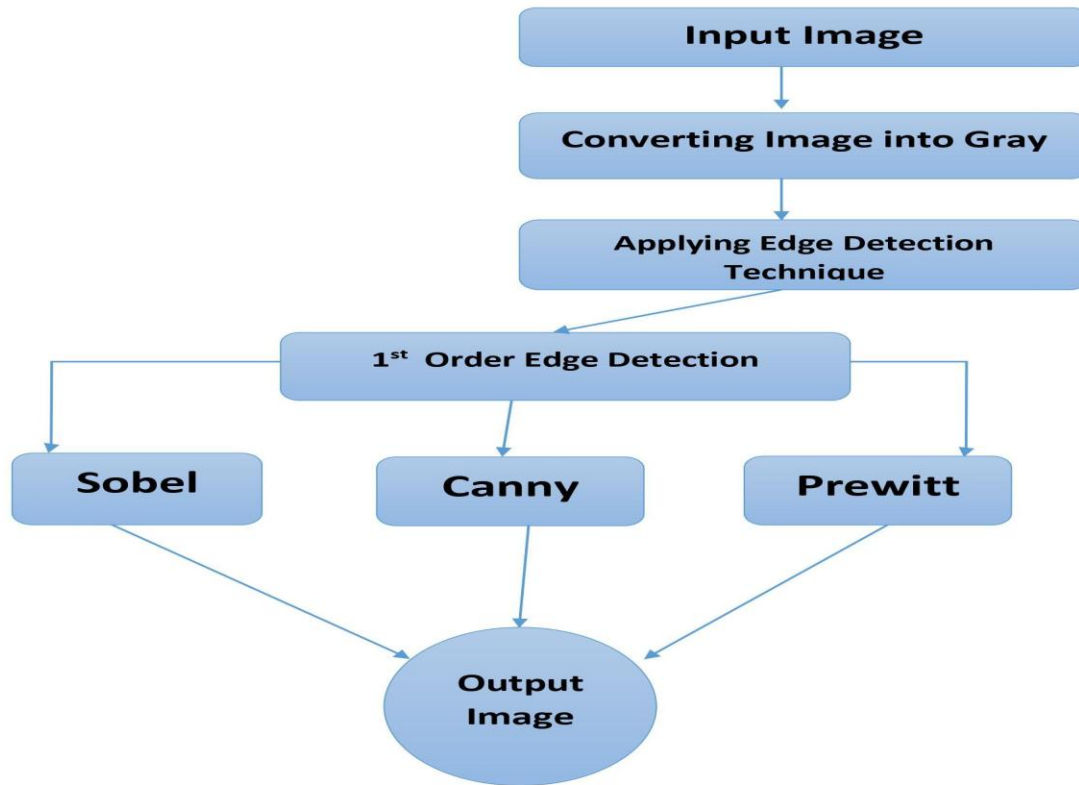 Input Image
Converting Image into Gray
Applying Edge Detection
Technique
1st Order Edge Detection
Sobel
Canny
Prewitt
Output
Image